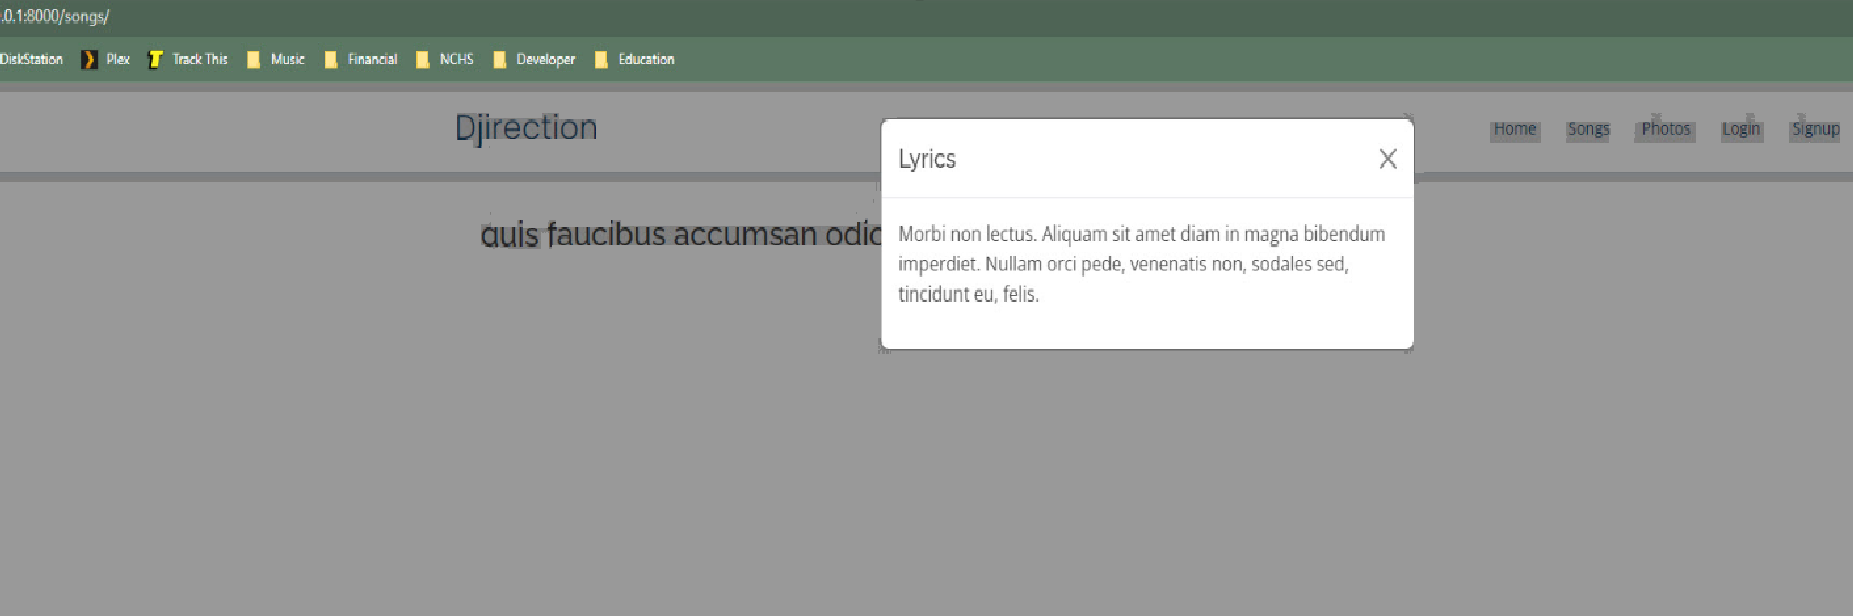 .0.1:8000/songs/
DiskStation Plex Track This Music Financial NCHS Developer Education
Djirection Home Songs Photos Login Signup
Lyrics
quis faucibus accumsan odio
Morbi non lectus. Aliquam sit amet diam in magna bibendum
imperdiet. Nullam orci pede, venenatis non, sodales sed,
tincidunt eu, felis.